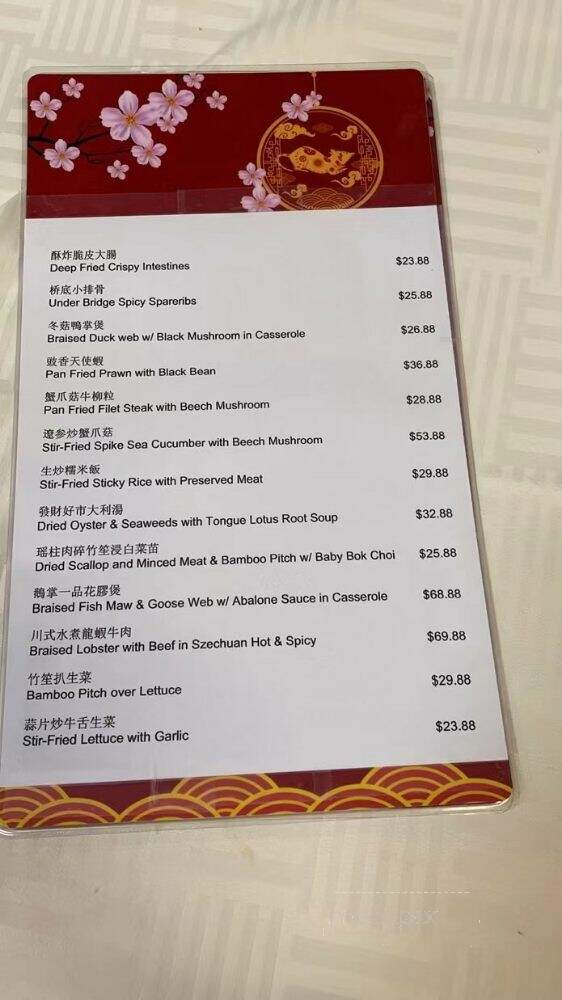 酥炸脆皮大腸
Deep Fried Crispy Intestines $23.88
桥底小排骨
Under Bridge Spicy Spareribs $25.88
冬菇鴨掌煲
Braised Duck web w/ Black Mushroom in Casserole $26.88
豉香天使蝦
Pan Fried Prawn with Black Bean $36.88
蟹爪菇牛柳粒
Pan Fried Filet Steak with Beech Mushroom $28.88
遼参炒蟹爪菇
Stir-Fried Spike Sea Cucumber with Beech Mushroom $53.88
生炒糯米飯
Stir-Fried Sticky Rice with Preserved Meat $29.88
發財好市大利湯
Dried Oyster & Seaweeds with Tongue Lotus Root Soup $32.88
瑶柱肉碎竹笙浸白菜苗
Dried Scallop and Minced Meat & Bamboo Pitch w/ Baby Bok Choi $25.88
鵝掌一品花膠煲
Braised Fish Maw & Goose Web w/ Abalone Sauce in Casserole $68.88
川式水煮龍蝦牛肉
Braised Lobster with Beef in Szechuan Hot & Spicy $69.88
竹笙扒生菜
Bamboo Pitch over Lettuce $29.88
蒜片炒牛舌生菜
Stir-Fried Lettuce with Garlic $23.88